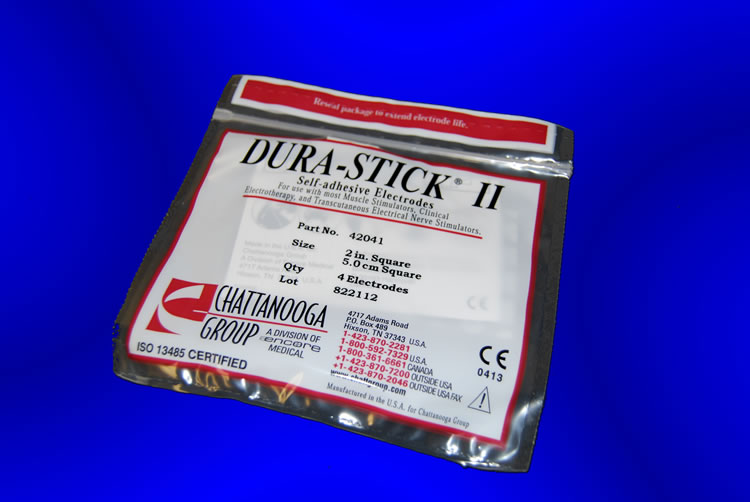 Reseal package to extend electrode life.
DURA-STICK® II
Self-adhesive Electrodes
For use with most Muscle Stimulators, Clinical
Electrotherapy, and Transcutaneous Electrical Nerve Stimulators.
Part No. 42041
Size 2 in. Square
5.0 cm Square
Qty 4 Electrodes
Lot 822112
CHATTANOOGA
GROUP
A DIVISION OF
encore
MEDICAL
ISO 13485 CERTIFIED
4717 Adams Road
P.O. Box 489
Hixson, TN 37343 U.S.A.
1-423-870-2281
1-800-592-7329 U.S.A.
1-800-361-6661 CANADA
+1-423-870-7200 OUTSIDE USA
+1-423-870-2046 OUTSIDE USA FAX
www.chattgroup.com
Manufactured in the U.S.A. for Chattanooga Group
CE
0413